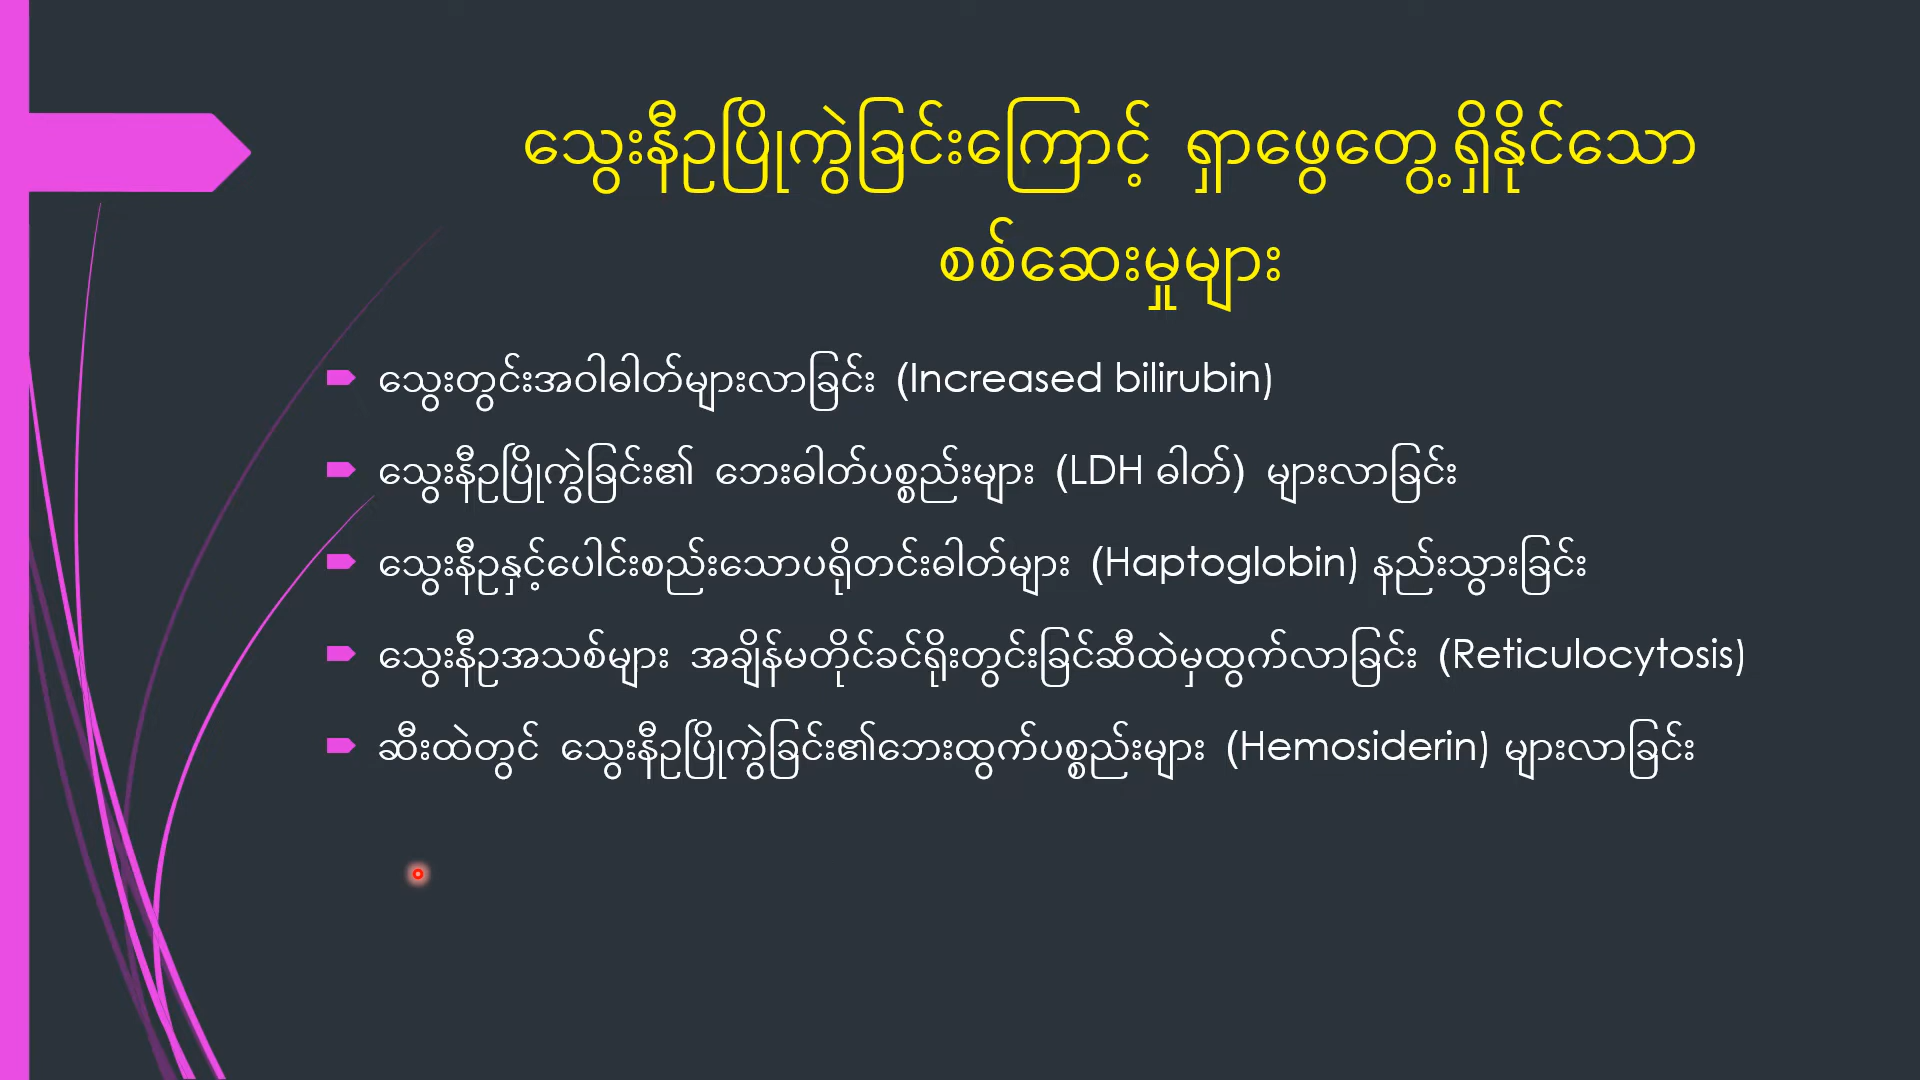 သွေးနီဥပြိုကွဲခြင်းကြောင့် ရှာဖွေတွေ့ရှိနိုင်သော
စစ်ဆေးမှုများ
သွေးတွင်းအဝါဓါတ်များလာခြင်း (Increased bilirubin)
သွေးနီဥပြိုကွဲခြင်း၏ ဘေးဓါတ်ပစ္စည်းများ (LDH ဓါတ်) များလာခြင်း
သွေးနီဥနှင့်ပေါင်းစည်းသောပရိုတင်းဓါတ်များ (Haptoglobin) နည်းသွားခြင်း
သွေးနီဥအသစ်များ အချိန်မတိုင်ခင်ရိုးတွင်းခြင်ဆီထဲမှထွက်လာခြင်း (Reticulocytosis)
ဆီးထဲတွင် သွေးနီဥပြိုကွဲခြင်း၏ဘေးထွက်ပစ္စည်းများ (Hemosiderin) များလာခြင်း